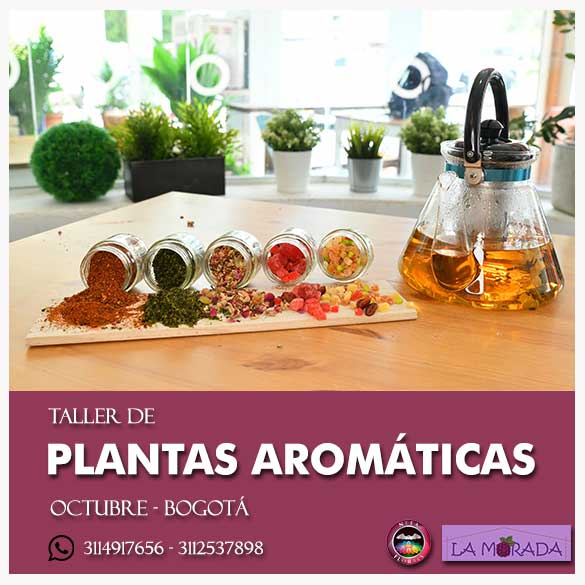 TALLER DE
PLANTAS AROMÁTICAS
OCTUBRE - BOGOTÁ
3114917656 - 3112537898
LA MORADA